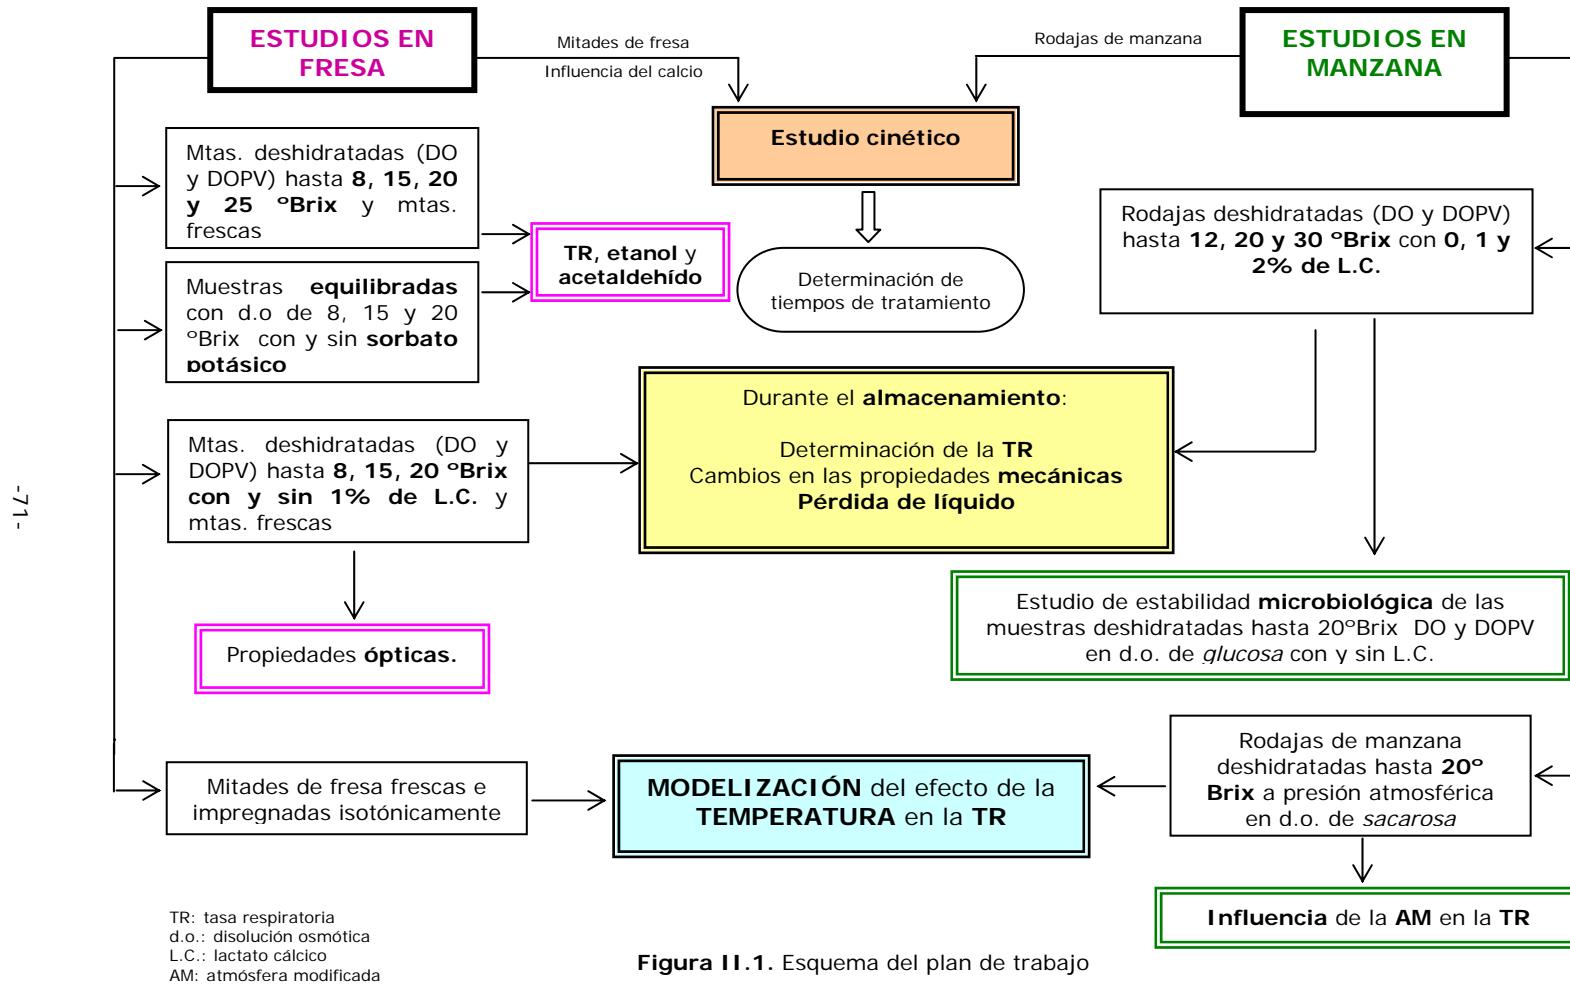 ESTUDIOS EN
FRESA
Mitades de fresa
Influencia del calcio
Rodajas de manzana
ESTUDIOS EN
MANZANA
Estudio cinético
Mtas. deshidratadas (DO
y DOPV) hasta 8, 15, 20
y 25 ºBrix y mtas.
frescas
TR, etanol y
acetaldehído
Determinación de
tiempos de tratamiento
Rodajas deshidratadas (DO y DOPV)
hasta 12, 20 y 30 ºBrix con 0, 1 y
2% de L.C.
Muestras equilibradas
con d.o de 8, 15 y 20
ºBrix con y sin sorbato
potásico
Durante el almacenamiento:
Determinación de la TR
Cambios en las propiedades mecánicas
Pérdida de líquido
Mtas. deshidratadas (DO y
DOPV) hasta 8, 15, 20 ºBrix
con y sin 1% de L.C. y
mtas. frescas
-71-
Propiedades ópticas.
Estudio de estabilidad microbiológica de las
muestras deshidratadas hasta 20ºBrix DO y DOPV
en d.o. de glucosa con y sin L.C.
Mitades de fresa frescas e
impregnadas isotónicamente
MODELIZACIÓN del efecto de la
TEMPERATURA en la TR
Rodajas de manzana
deshidratadas hasta 20º
Brix a presión atmosférica
en d.o. de sacarosa
Influencia de la AM en la TR
TR: tasa respiratoria
d.o.: disolución osmótica
L.C.: lactato cálcico
AM: atmósfera modificada
Figura II.1. Esquema del plan de trabajo